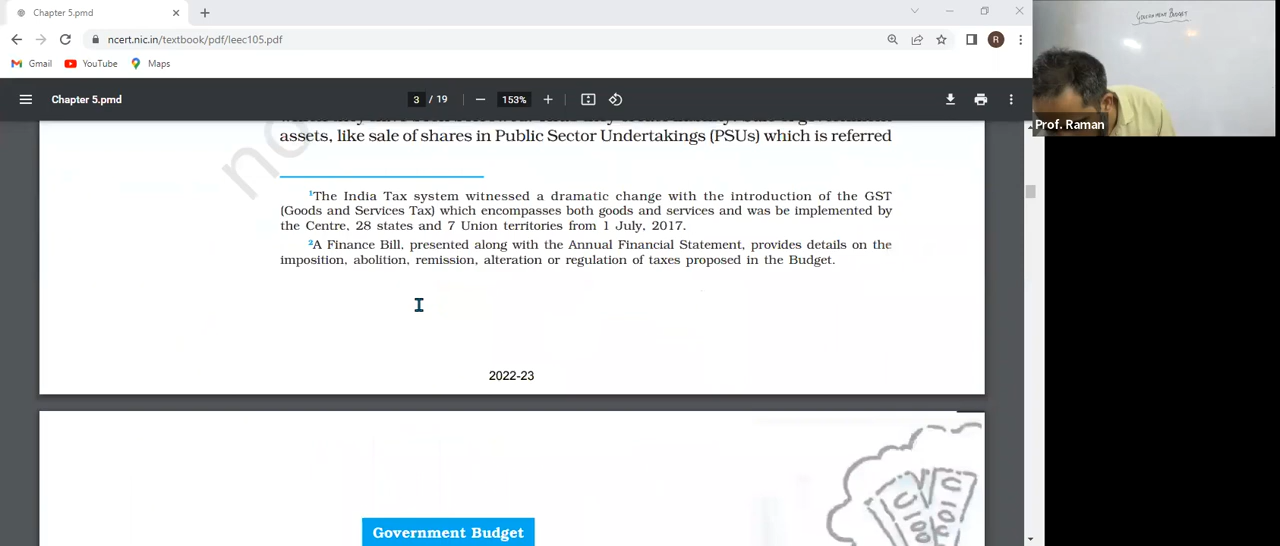 Chapter 5.pmd
ncert.nic.in/textbook/pdf/leec105.pdf
R
Gmail
YouTube
Maps
Chapter 5.pmd
3 / 19
153%
GOVERNMENT BUDGET
Prof. Raman
assets, like sale of shares in Public Sector Undertakings (PSUs) which is referred
no
1The India Tax system witnessed a dramatic change with the introduction of the GST
(Goods and Services Tax) which encompasses both goods and services and was be implemented by
the Centre, 28 states and 7 Union territories from 1 July, 2017.
2A Finance Bill, presented along with the Annual Financial Statement, provides details on the
imposition, abolition, remission, alteration or regulation of taxes proposed in the Budget.
2022-23
Government Budget